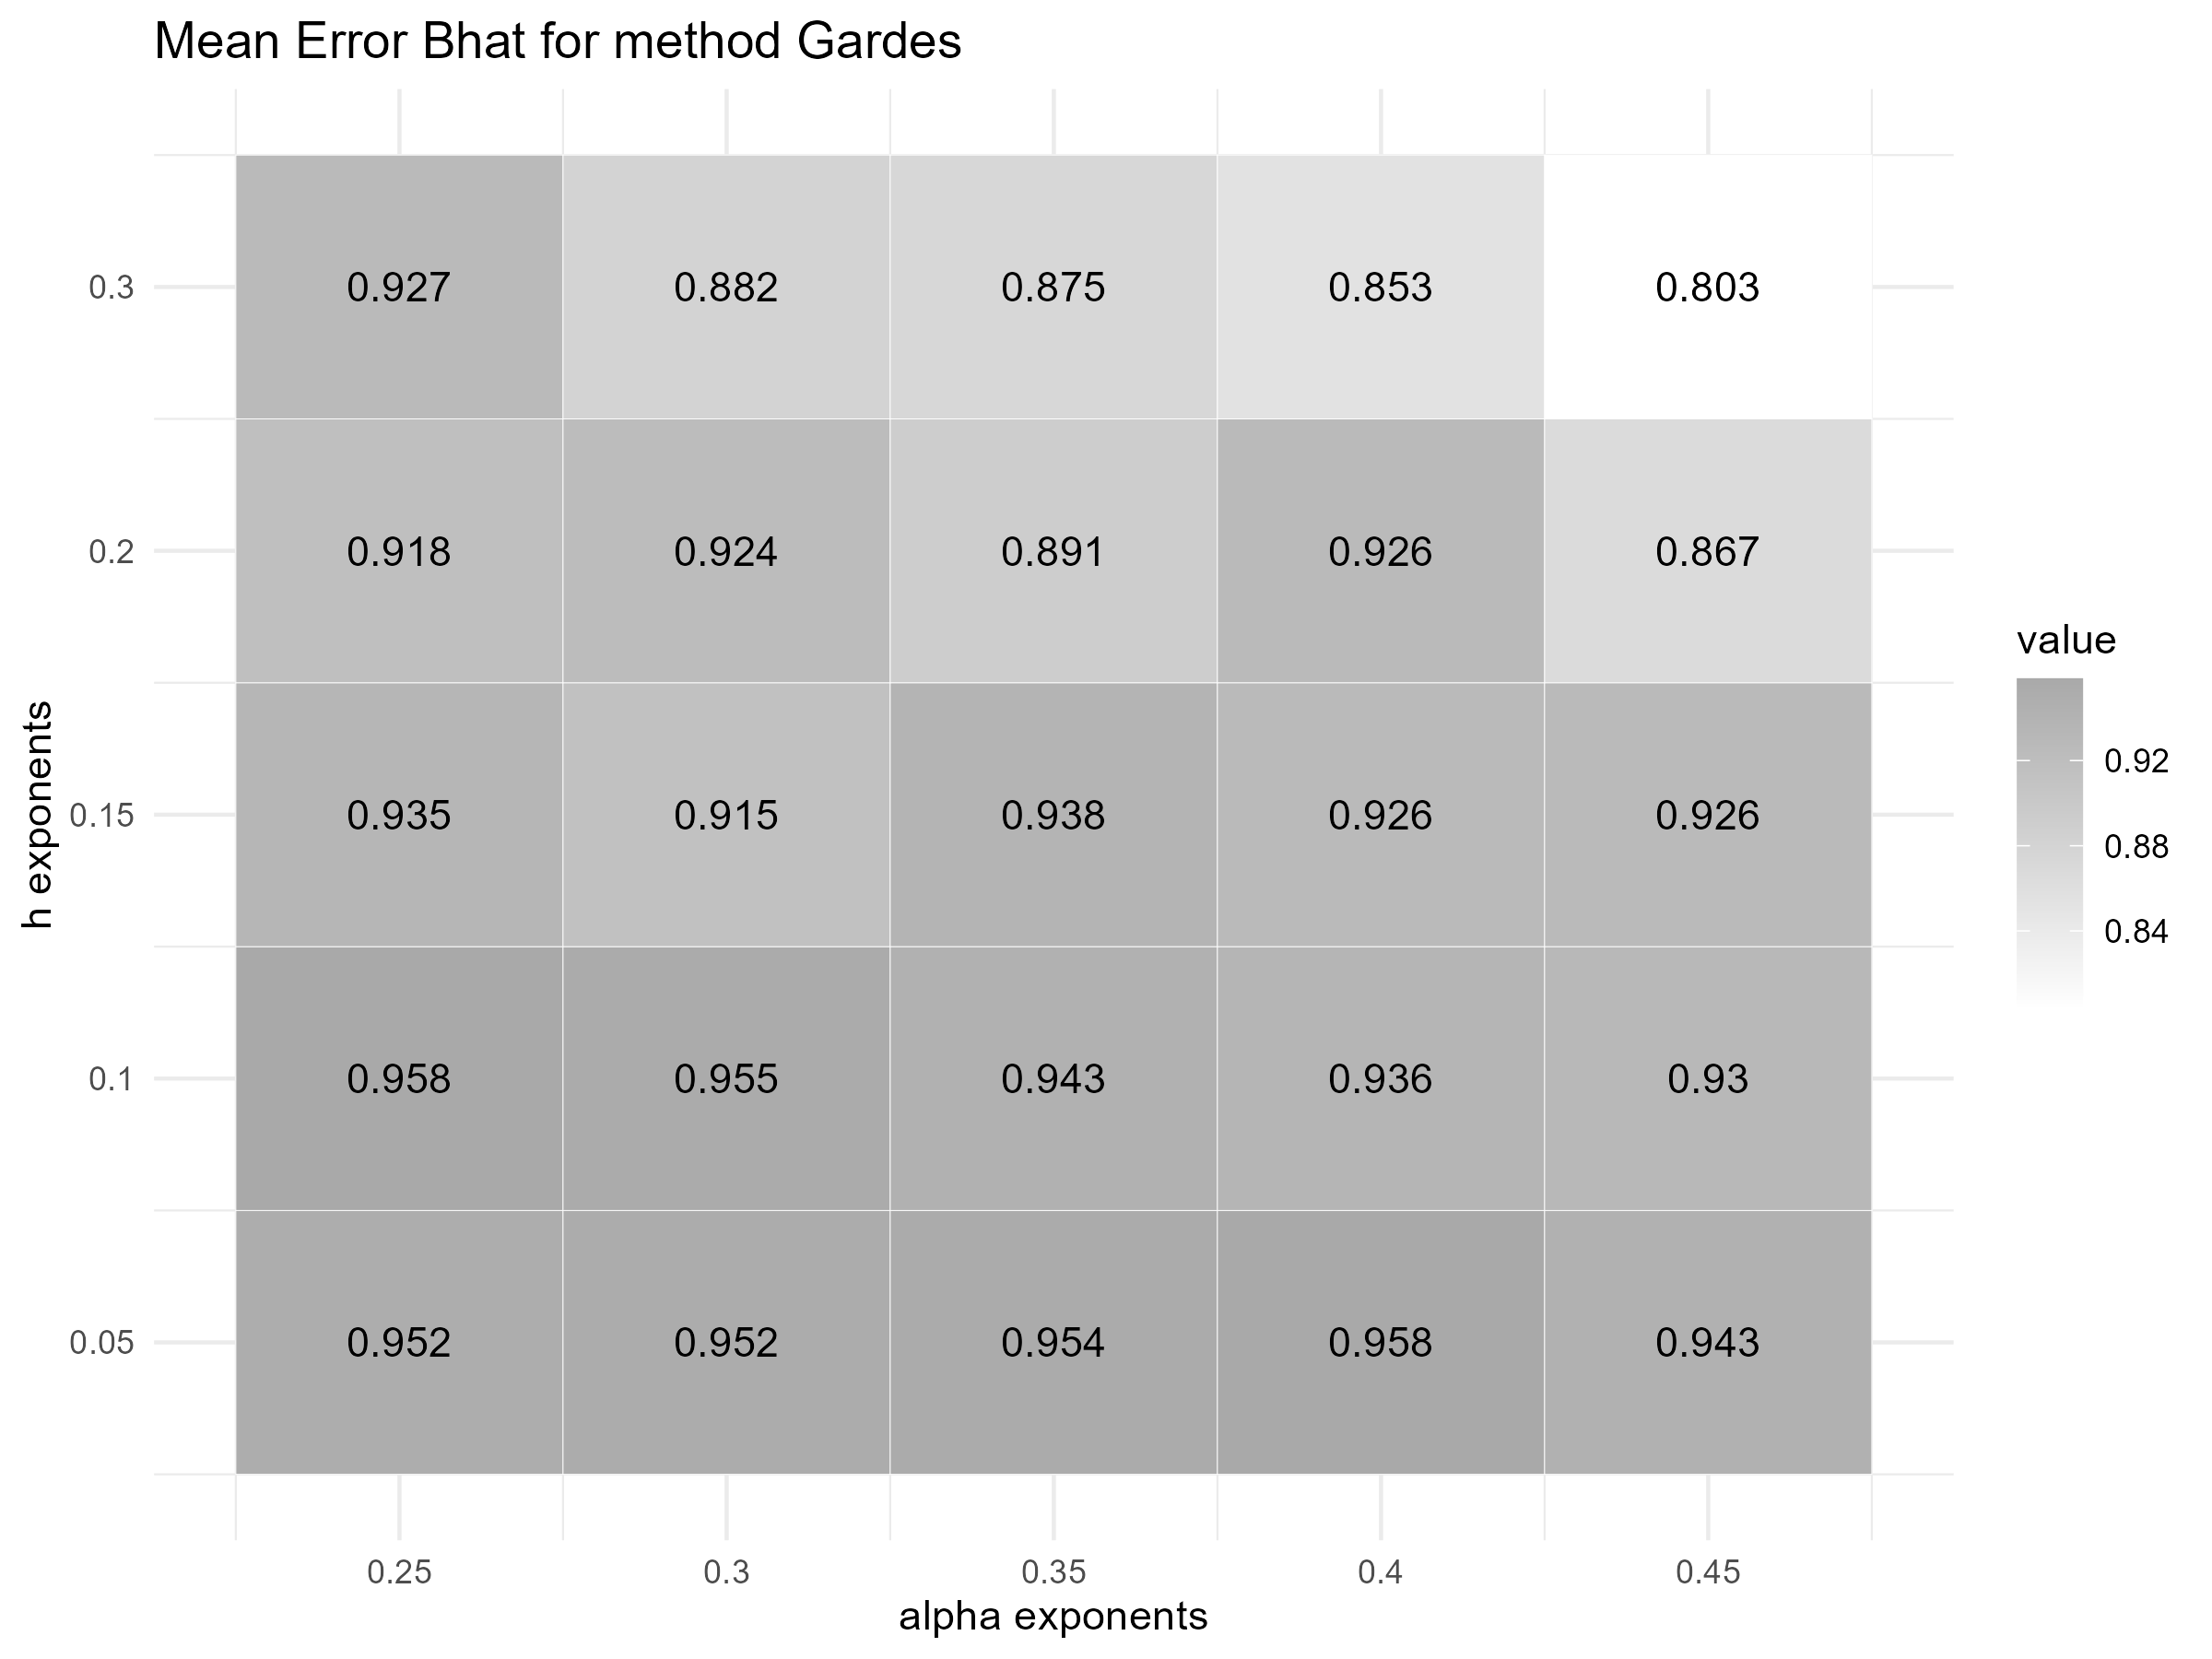 Mean Error Bhat for method Gardes
0.3 0.927 0.882 0.875 0.853 0.803
0.2 0.918 0.924 0.891 0.926 0.867
0.15 0.935 0.915 0.938 0.926 0.926
0.1 0.958 0.955 0.943 0.936 0.93
0.05 0.952 0.952 0.954 0.958 0.943
0.25 0.3 0.35 0.4 0.45
alpha exponents
h exponents
value
0.92
0.88
0.84